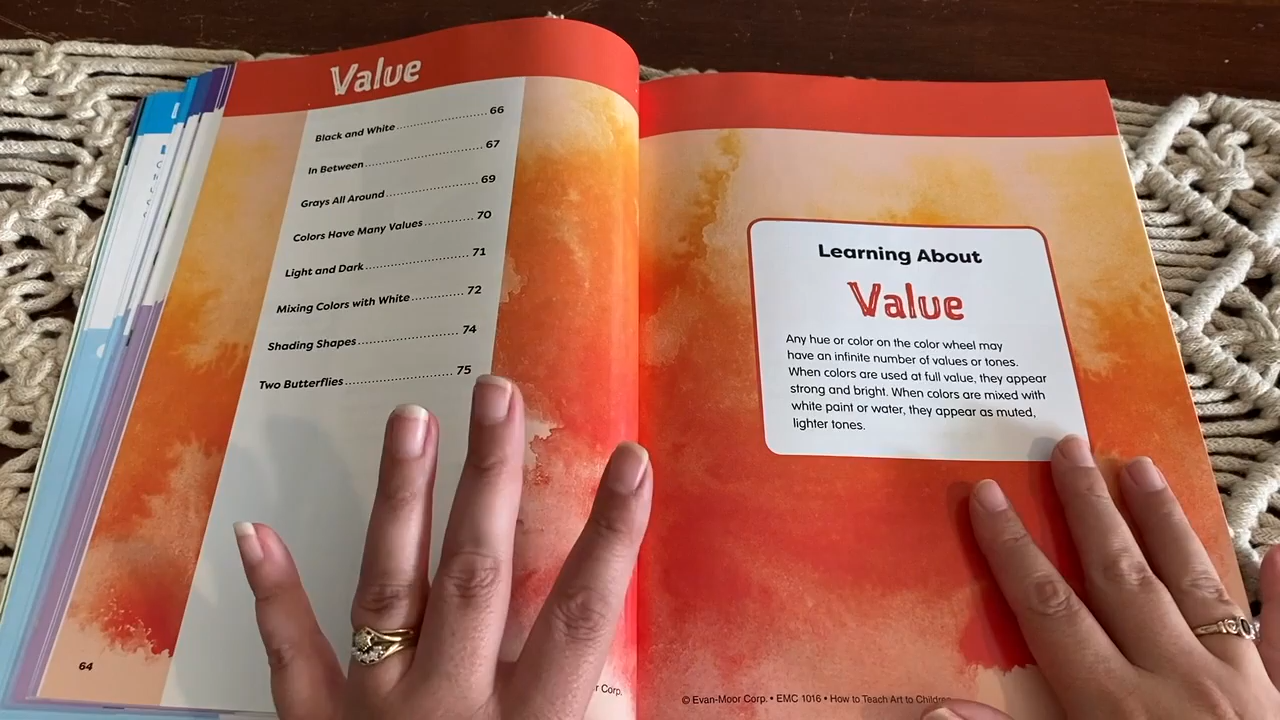 Value
Black and White........................ 66
In Between................................ 67
Grays All Around........................ 69
Colors Have Many Values............. 70
Light and Dark............................ 71
Mixing Colors with White.............. 72
Shading Shapes......................... 74
Two Butterflies........................... 75
64
r Corp.
Learning About
Value
Any hue or color on the color wheel may
have an infinite number of values or tones.
When colors are used at full value, they appear
strong and bright. When colors are mixed with
white paint or water, they appear as muted,
lighter tones.
© Evan-Moor Corp. • EMC 1016 • How to Teach Art to